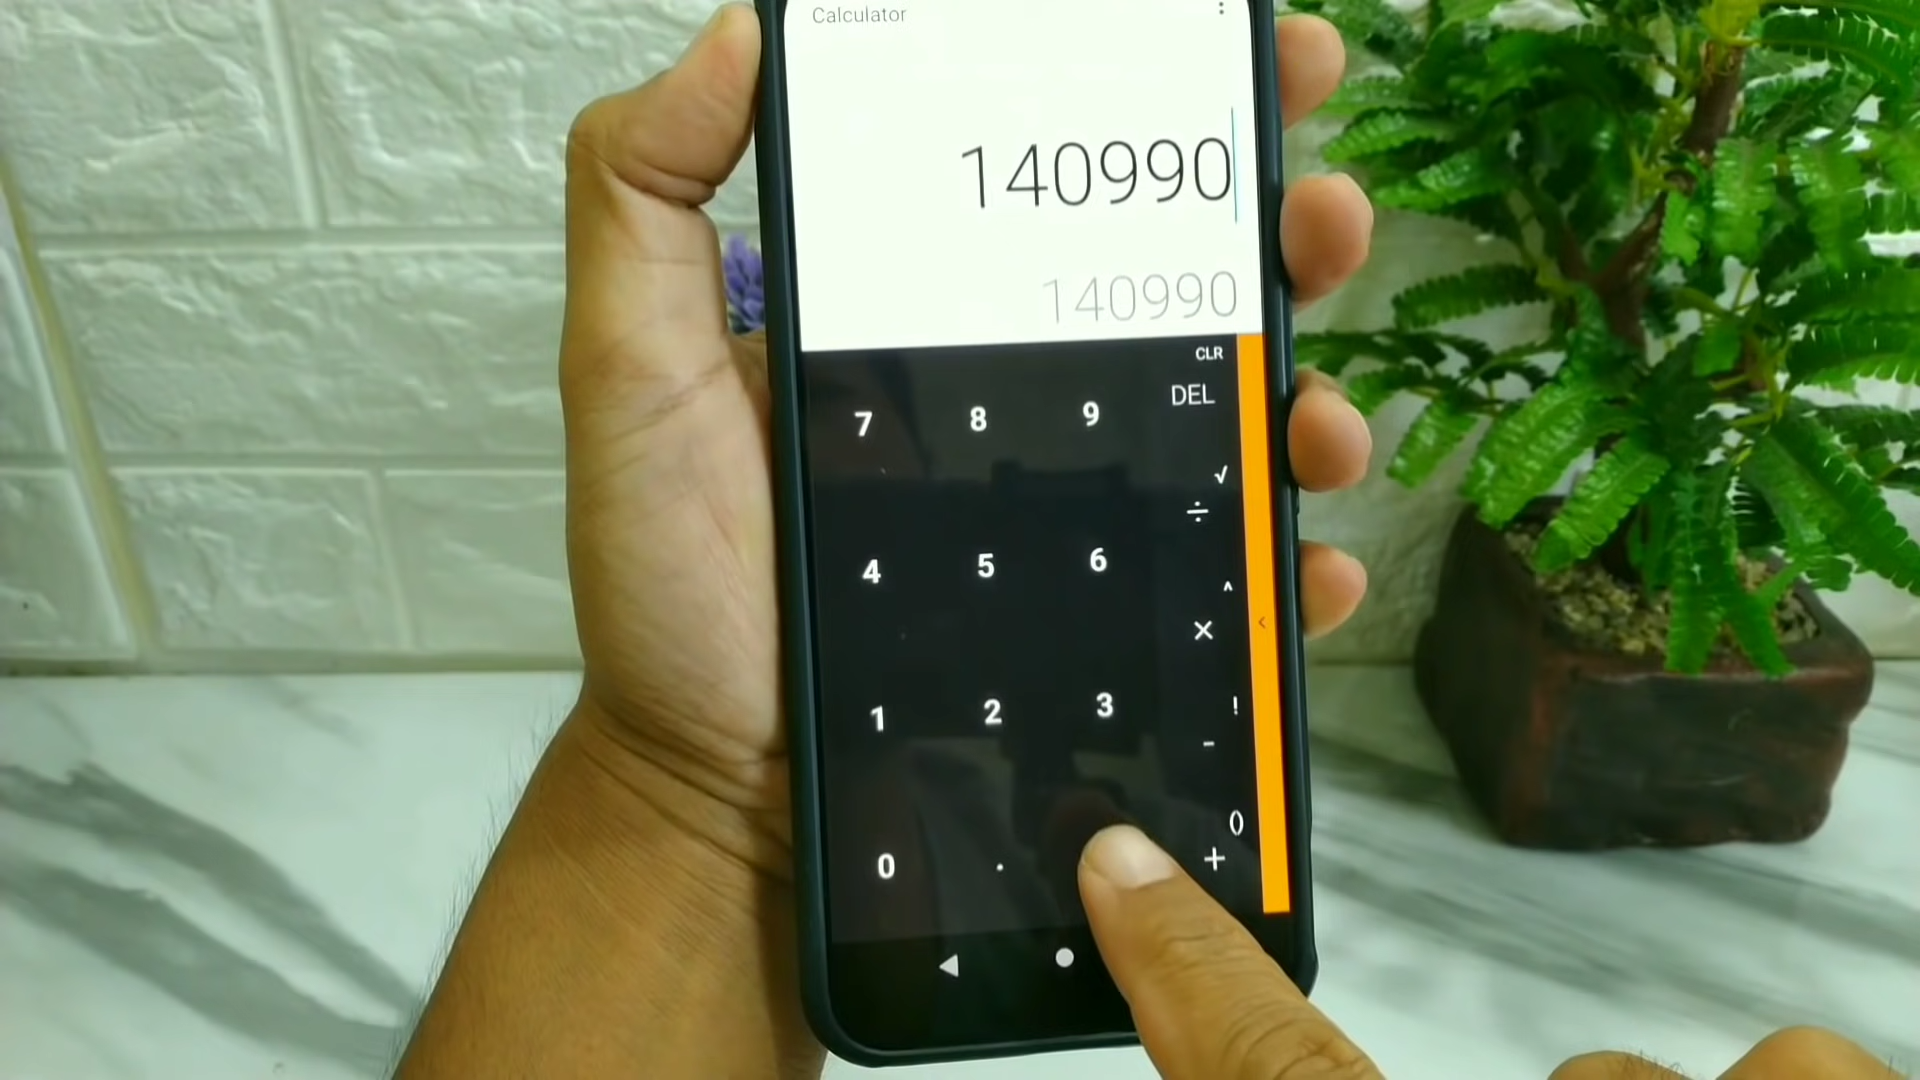 Calculator
140990
140990
CLR
7 8 9 DEL
√
÷
4 5 6
^
×
1 2 3 !
-
()
0 . +
<